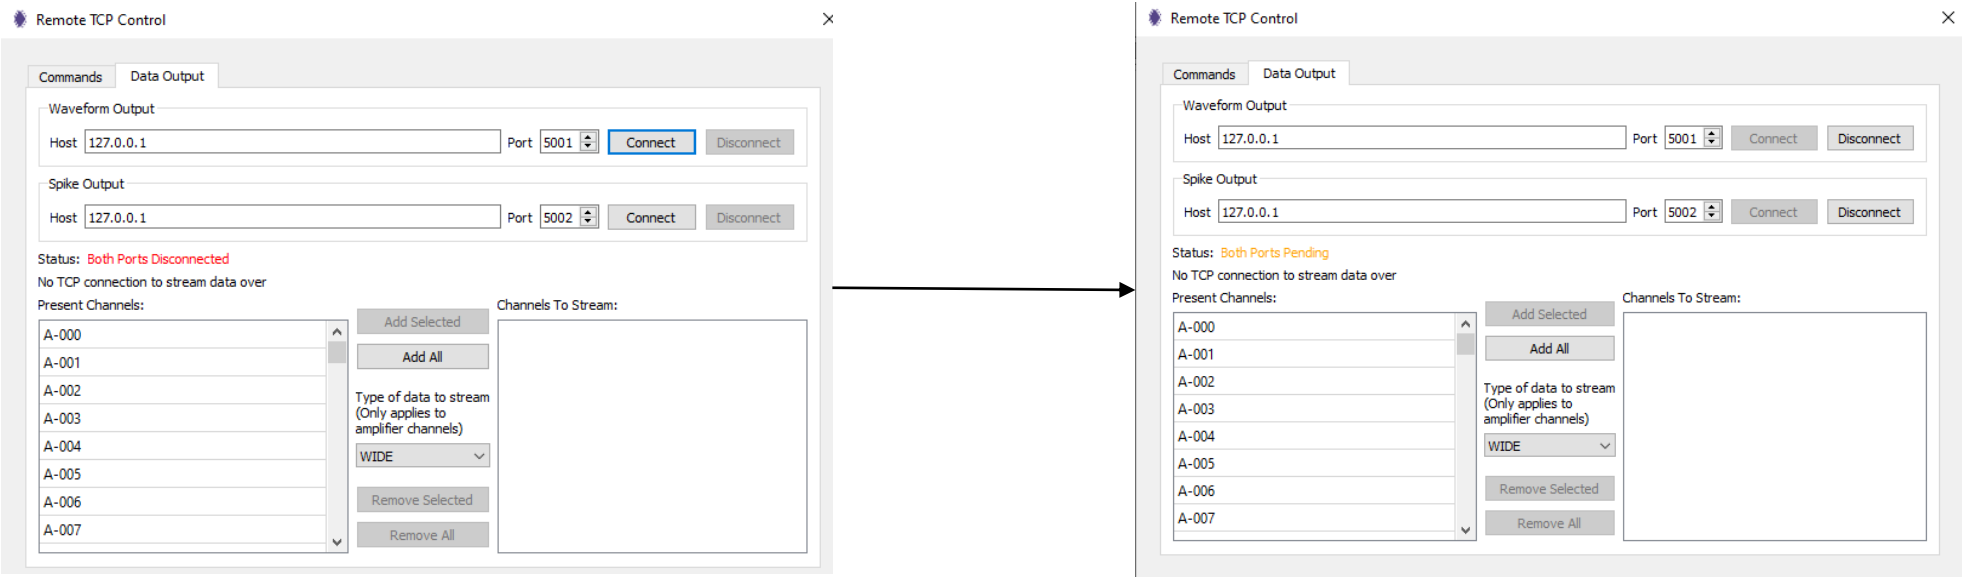 Remote TCP Control
Commands
Data Output
Waveform Output
Host 127.0.0.1 Port 5001 Connect Disconnect
Spike Output
Host 127.0.0.1 Port 5002 Connect Disconnect
Status: Both Ports Disconnected
No TCP connection to stream data over
Present Channels:
A-000
A-001
A-002
A-003
A-004
A-005
A-006
A-007
Add Selected
Add All
Type of data to stream
(Only applies to
amplifier channels)
WIDE
Remove Selected
Remove All
Channels To Stream:
Remote TCP Control
Commands
Data Output
Waveform Output
Host 127.0.0.1 Port 5001 Connect Disconnect
Spike Output
Host 127.0.0.1 Port 5002 Connect Disconnect
Status: Both Ports Pending
No TCP connection to stream data over
Present Channels:
A-000
A-001
A-002
A-003
A-004
A-005
A-006
A-007
Add Selected
Add All
Type of data to stream
(Only applies to
amplifier channels)
WIDE
Remove Selected
Remove All
Channels To Stream: